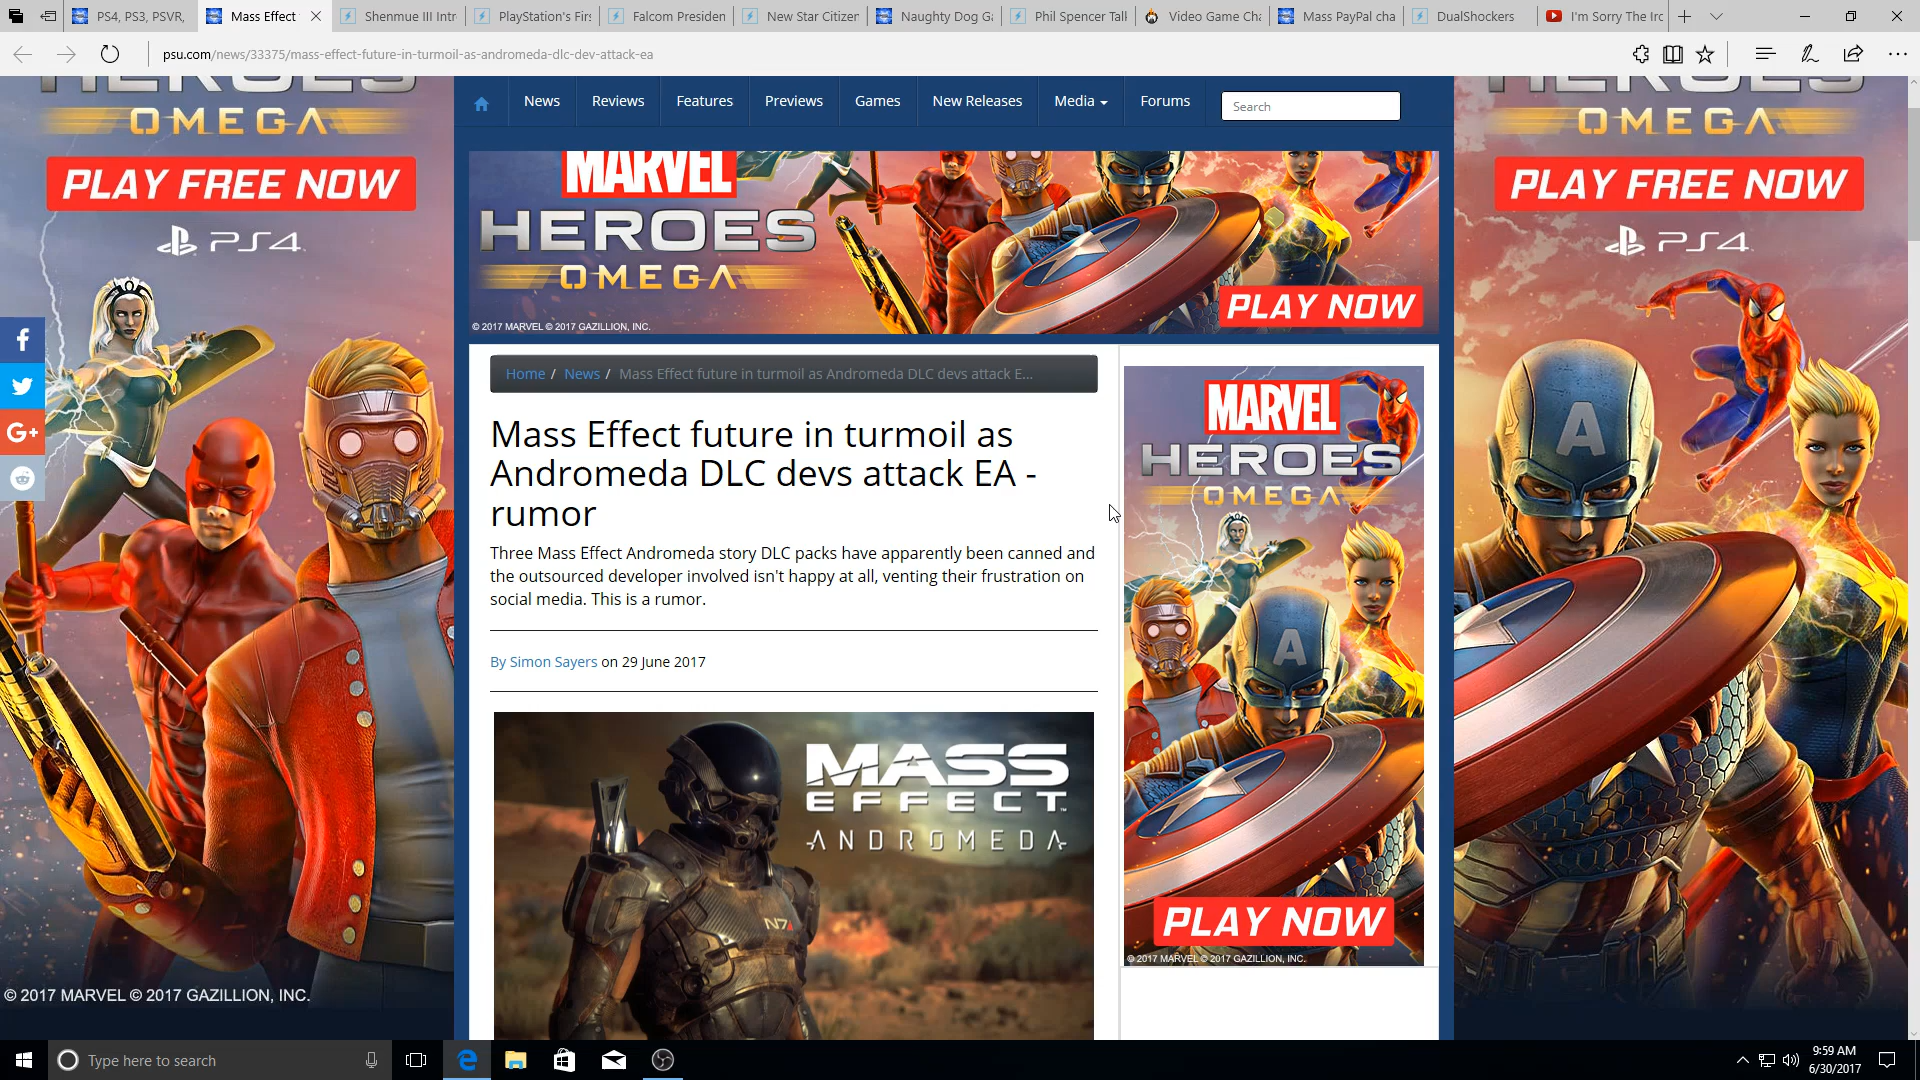 PS4, PS3, PSVR,
Mass Effect
Shenmue III Intr
PlayStation's Firs
Falcom Presiden
New Star Citizen
Naughty Dog Ga
Phil Spencer Talk
Video Game Cha
Mass PayPal cha
DualShockers
I'm Sorry The Iro
psu.com/news/33375/mass-effect-future-in-turmoil-as-andromeda-dlc-dev-attack-ea
HEROES
OMEGA
PLAY FREE NOW
PS4
© 2017 MARVEL © 2017 GAZILLION, INC.
News
Reviews
Features
Previews
Games
New Releases
Media
Forums
Search
MARVEL
HEROES
OMEGA
PLAY NOW
© 2017 MARVEL © 2017 GAZILLION, INC.
f
G+
Home / News / Mass Effect future in turmoil as Andromeda DLC devs attack E...
Mass Effect future in turmoil as
Andromeda DLC devs attack EA -
rumor
Three Mass Effect Andromeda story DLC packs have apparently been canned and
the outsourced developer involved isn't happy at all, venting their frustration on
social media. This is a rumor.
By Simon Sayers on 29 June 2017
MASS
EFFECT
ANDROMEDA
N7
MARVEL
HEROES
OMEGA
A
PLAY NOW
© 2017 MARVEL © 2017 GAZILLION, INC.
HEROES
OMEGA
PLAY FREE NOW
PS4
A
Type here to search
9:59 AM
6/30/2017